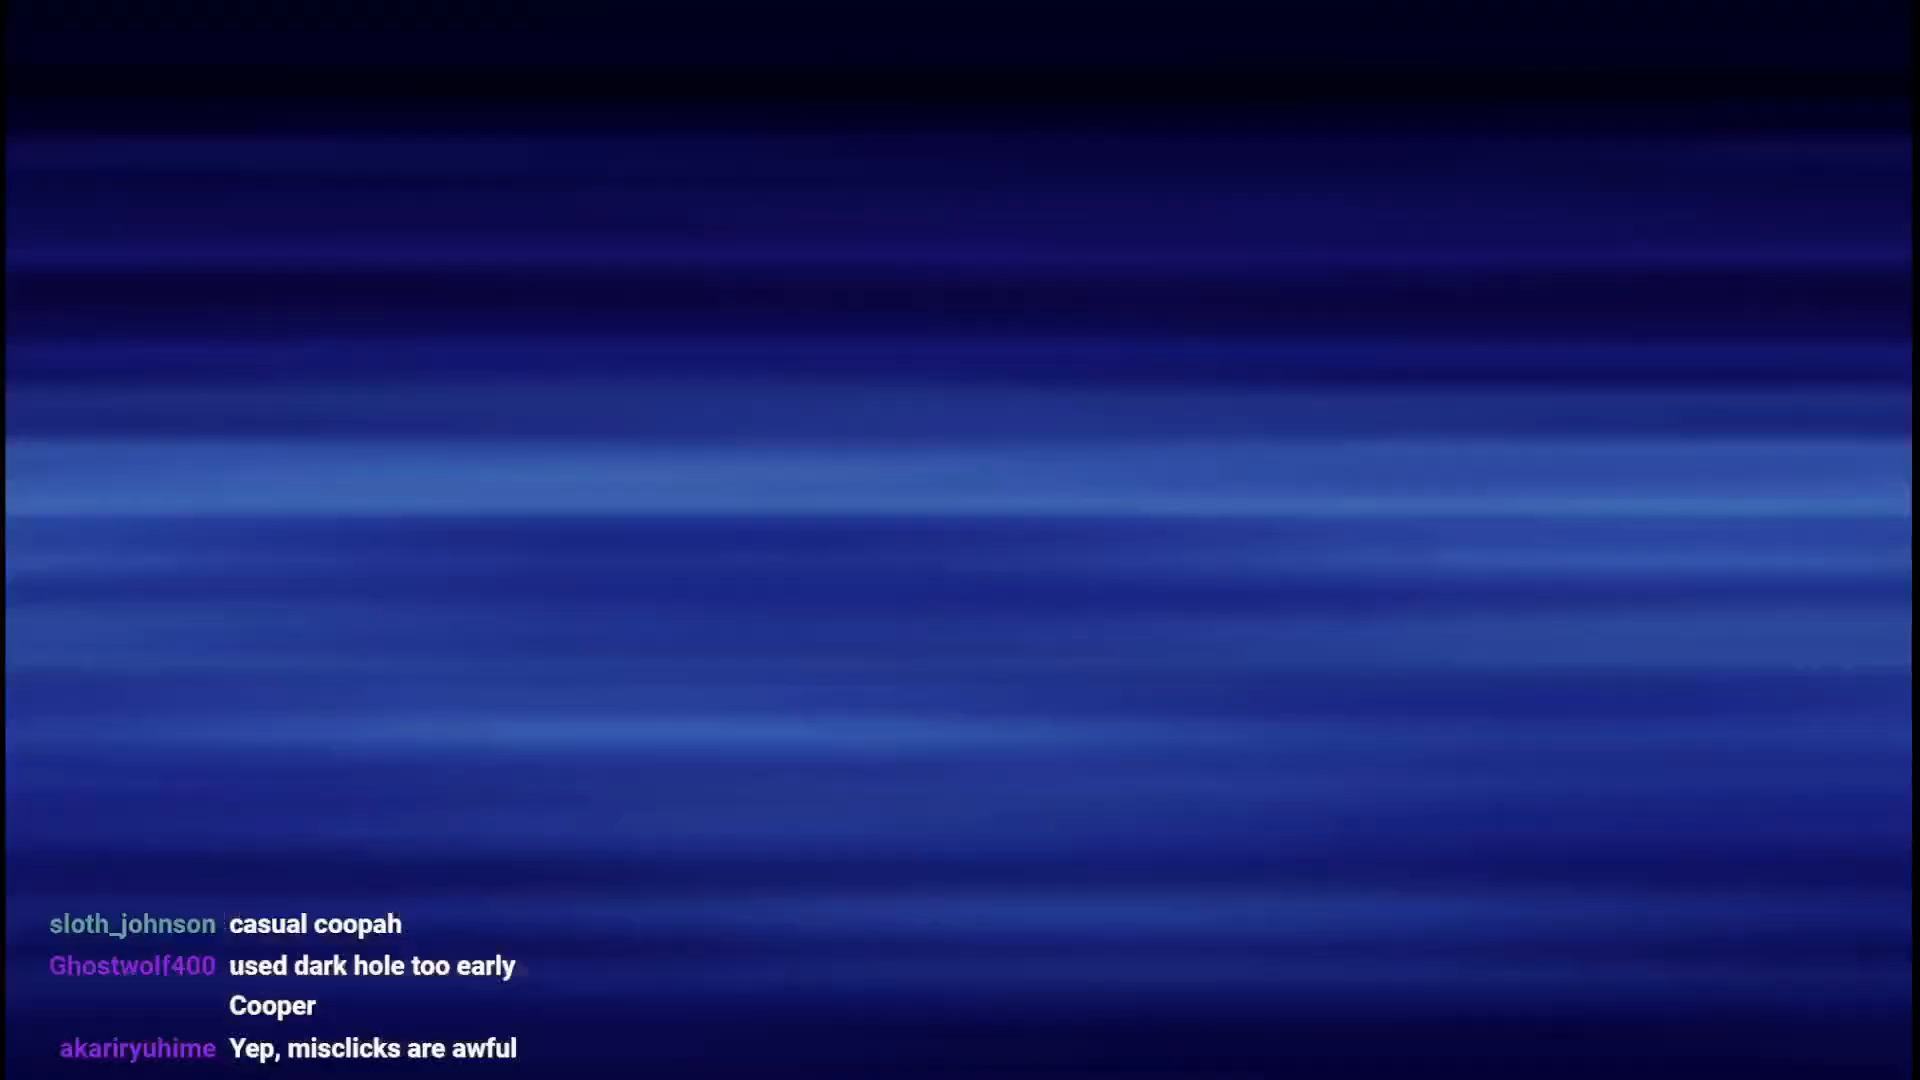 sloth_johnson casual coopah
Ghostwolf400 used dark hole too early
Cooper
akariryuhime Yep, misclicks are awful